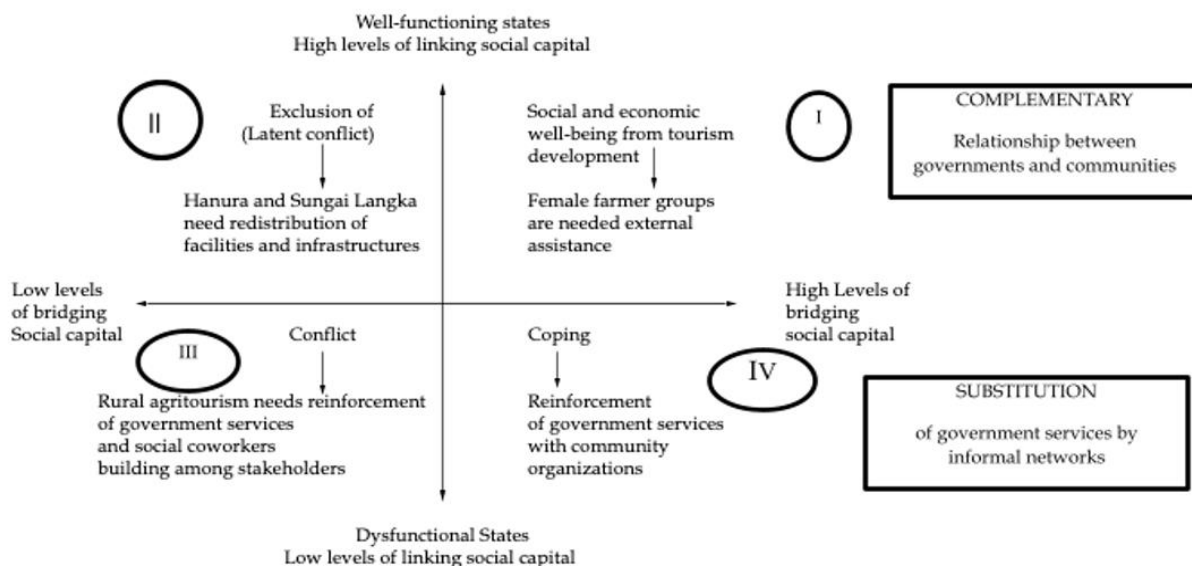 Well-functioning states
High levels of linking social capital
II
Exclusion of
(Latent conflict)
Hanura and Sungai Langka
need redistribution of
facilities and infrastructures
Social and economic
well-being from tourism
development
Female farmer groups
are needed external
assistance
I
COMPLEMENTARY
Relationship between
governments and communities
Low levels
of bridging
Social capital
High Levels of
bridging
social capital
III
Conflict
Rural agritourism needs reinforcement
of government services
and social coworkers
building among stakeholders
Coping
Reinforcement
of government services
with community
organizations
IV
SUBSTITUTION
of government services by
informal networks
Dysfunctional States
Low levels of linking social capital